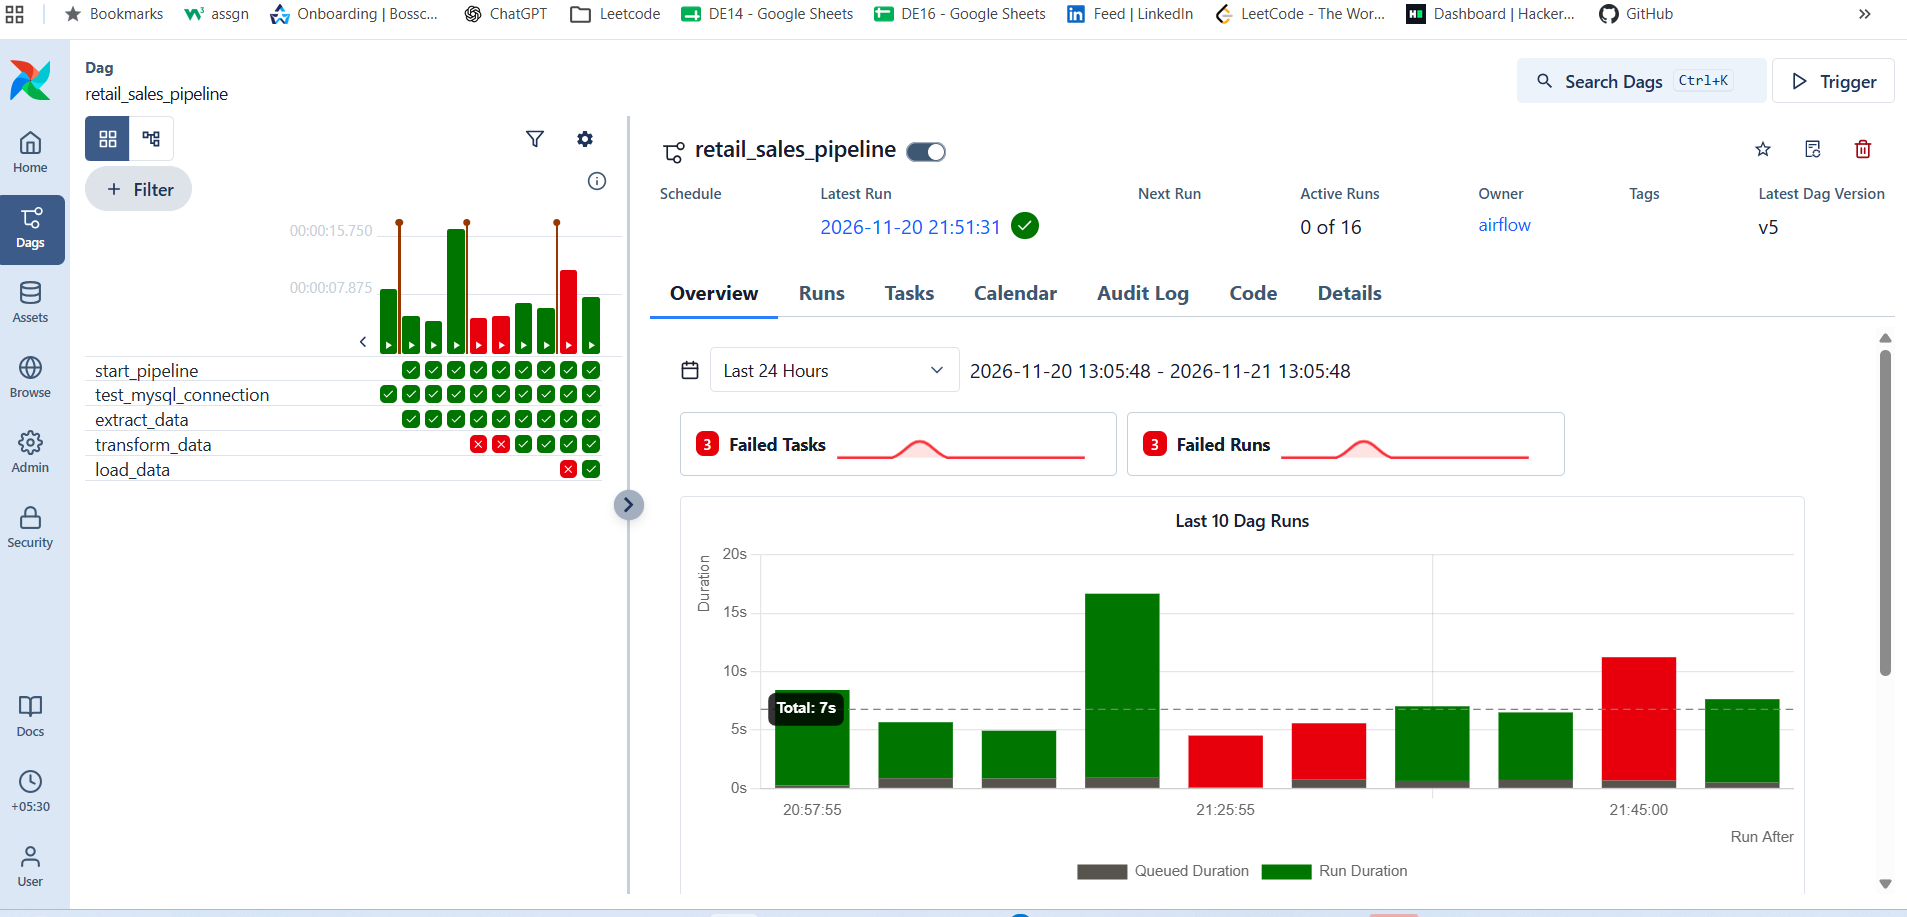 Bookmarks
assgn
Onboarding | Bossc...
ChatGPT
Leetcode
DE14 - Google Sheets
DE16 - Google Sheets
Feed | LinkedIn
LeetCode - The Wor...
Dashboard | Hacker...
GitHub
Home
Dags
Assets
Browse
Admin
Security
Docs
+05:30
User
Dag
retail_sales_pipeline
Search Dags Ctrl+K
Trigger
+ Filter
00:00:15.750
00:00:07.875
start_pipeline
test_mysql_connection
extract_data
transform_data
load_data
retail_sales_pipeline
Schedule
Latest Run
2026-11-20 21:51:31
Next Run
Active Runs
0 of 16
Owner
airflow
Tags
Latest Dag Version
v5
Overview
Runs
Tasks
Calendar
Audit Log
Code
Details
Last 24 Hours
2026-11-20 13:05:48 - 2026-11-21 13:05:48
3 Failed Tasks
3 Failed Runs
Last 10 Dag Runs
Duration
20s
15s
10s
5s
0s
Total: 7s
20:57:55
21:25:55
21:45:00
Run After
Queued Duration
Run Duration